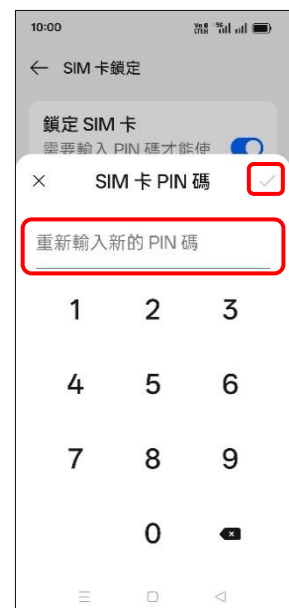 10:00
SIM 卡鎖定
鎖定 SIM 卡
需要輸入 PIN 碼才能使
SIM 卡 PIN 碼
重新輸入新的 PIN 碼
1 2 3
4 5 6
7 8 9
0